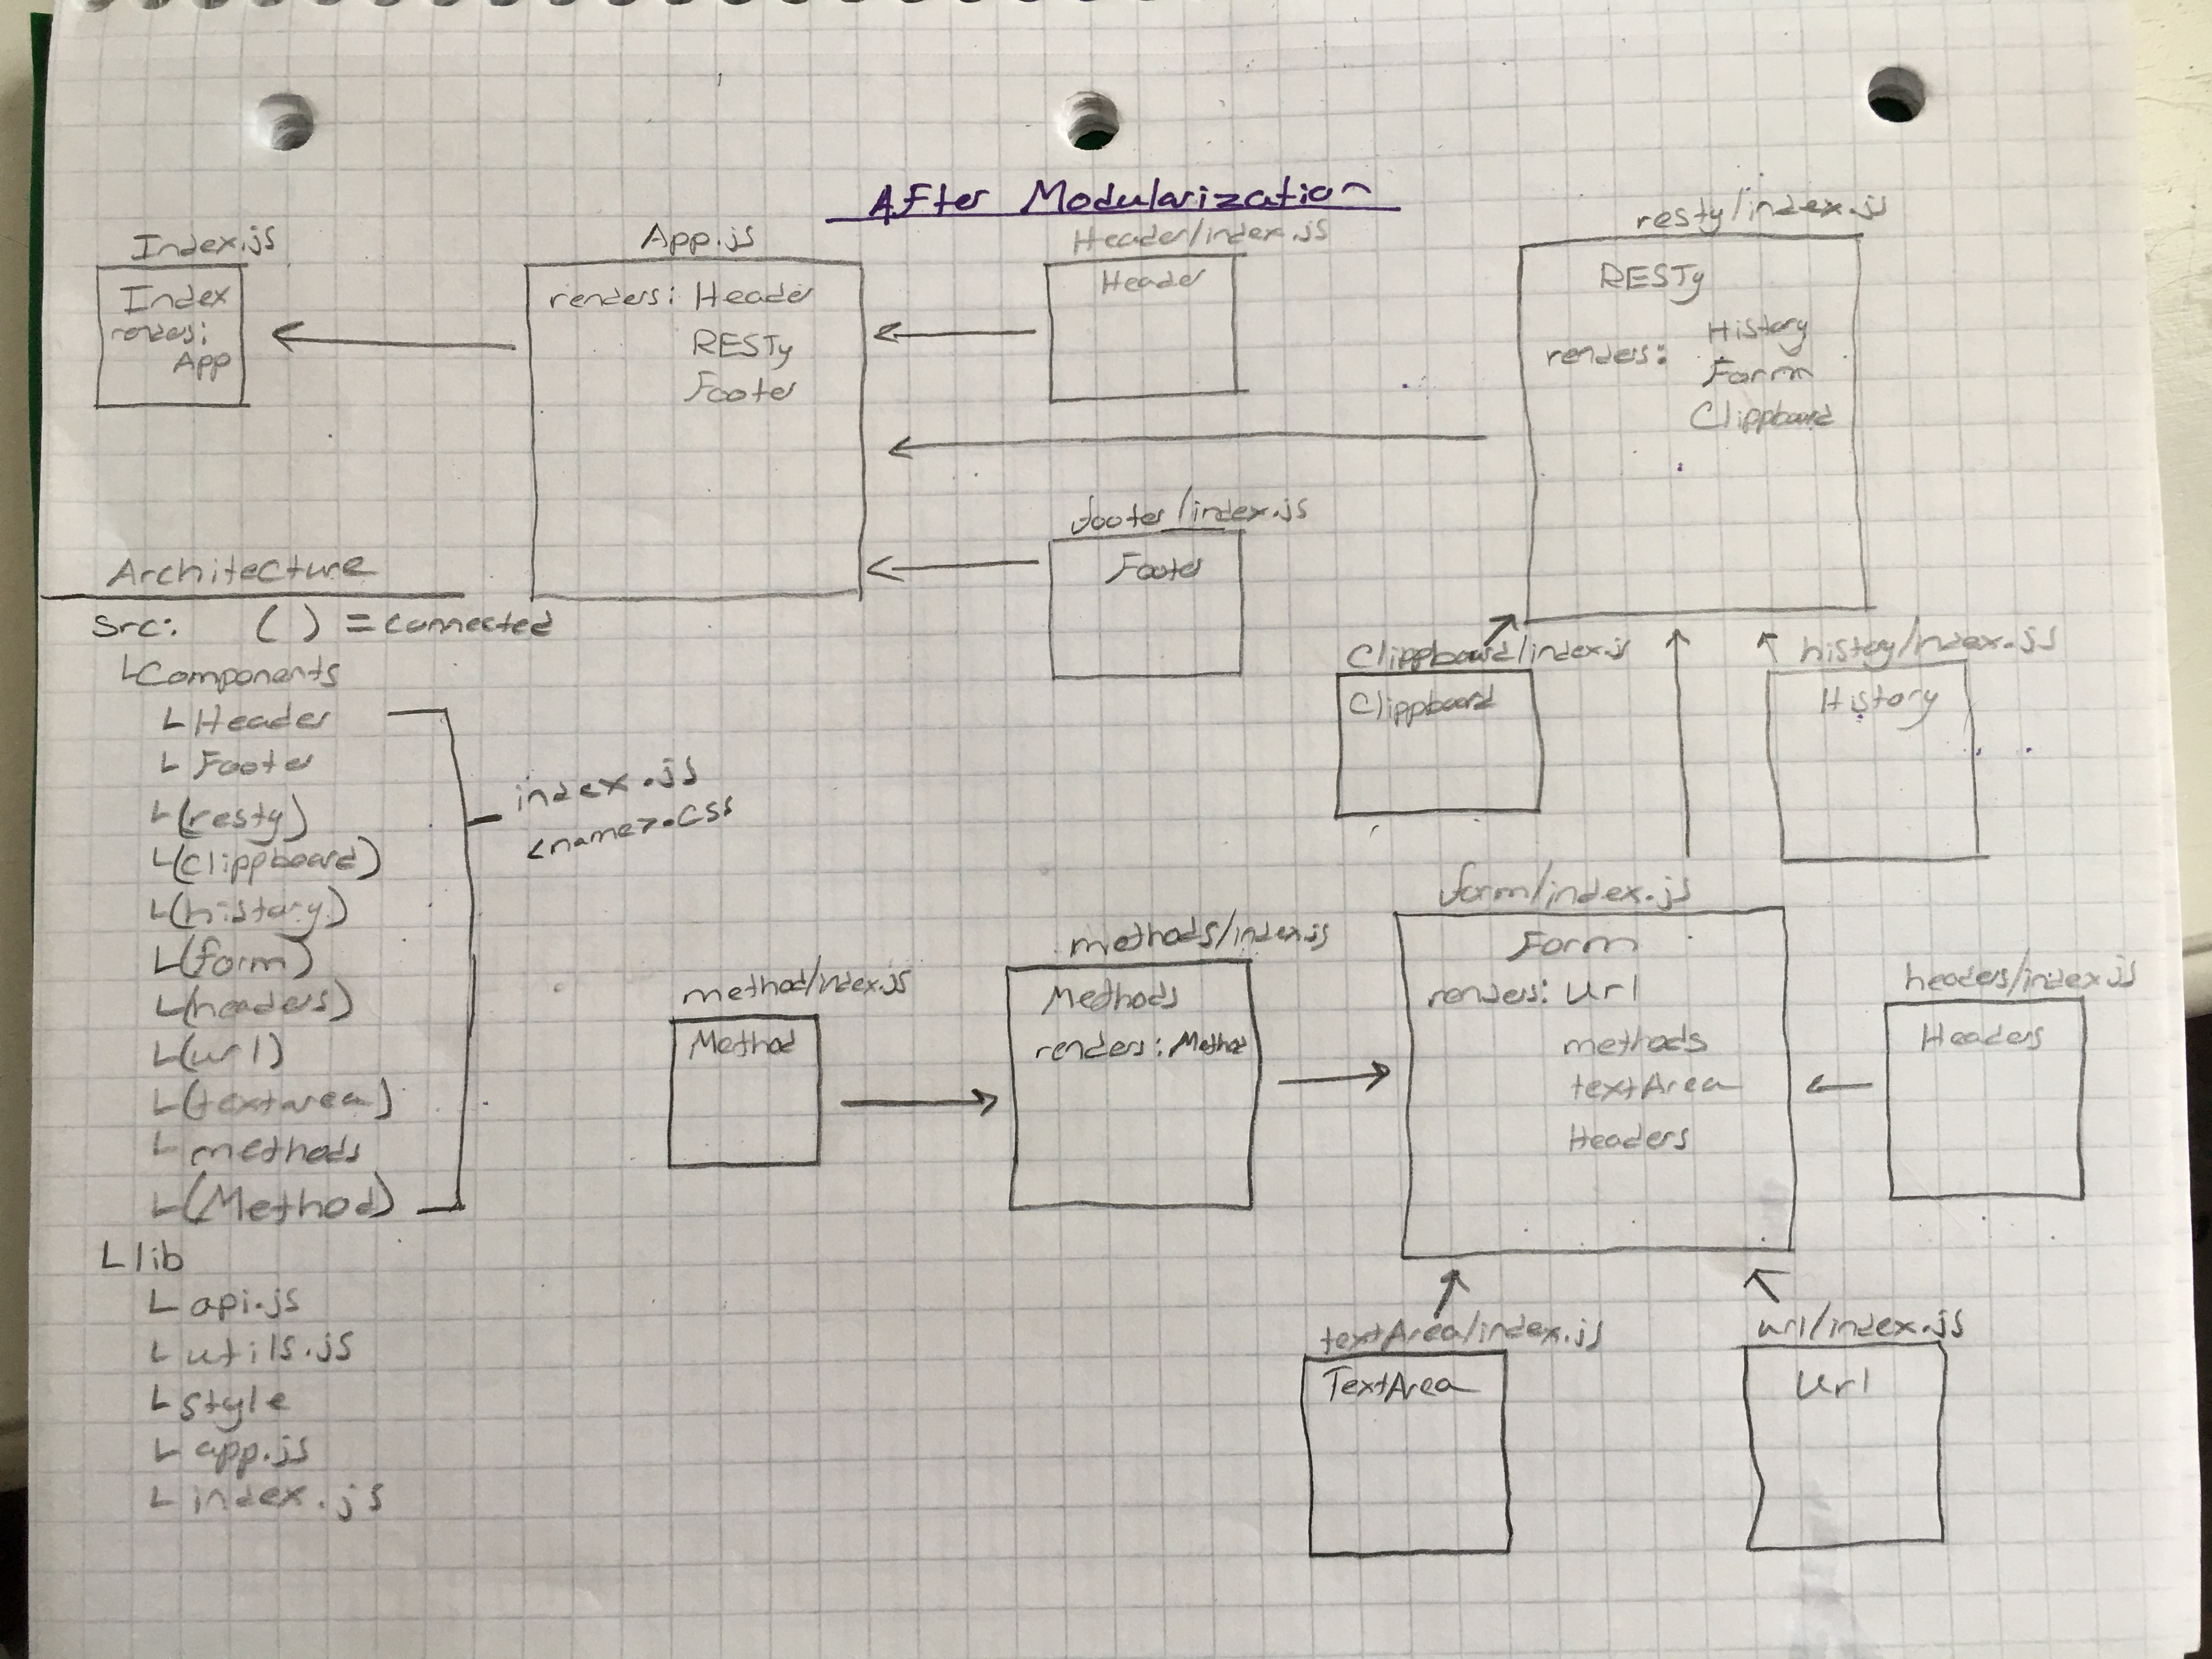 After Modularization
Index.js
Index
renders:
App
App.js
renders: Header
RESTy
Footer
Header/index.js
Header
footer/index.js
Footer
resty/index.js
RESTy
renders: History
Form
Clipboard
Clipboard/index.js
Clipboard
history/index.js
History
Architecture
src: ( ) = connected
L Components
L Header
L Footer
L (resty)
L (clipboard)
L (history)
L (form)
L (headers)
L (url)
L (textarea)
L methods
L (Method)
index.js
<name>.css
L lib
L api.js
L utils.js
L style
L app.js
L index.js
method/index.js
Method
methods/index.js
Methods
renders: Method
form/index.js
Form
renders: Url
methods
textArea
Headers
headers/index.js
Headers
textArea/index.js
TextArea
url/index.js
Url